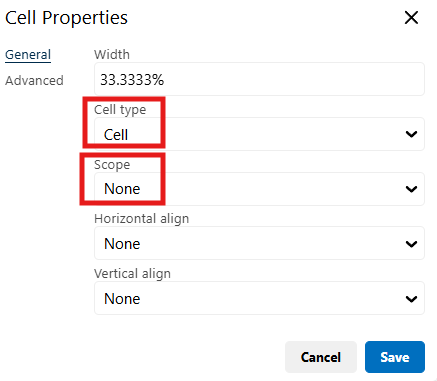 Cell Properties
General
Advanced
Width
33.3333%
Cell type
Cell
Scope
None
Horizontal align
None
Vertical align
None
Cancel
Save